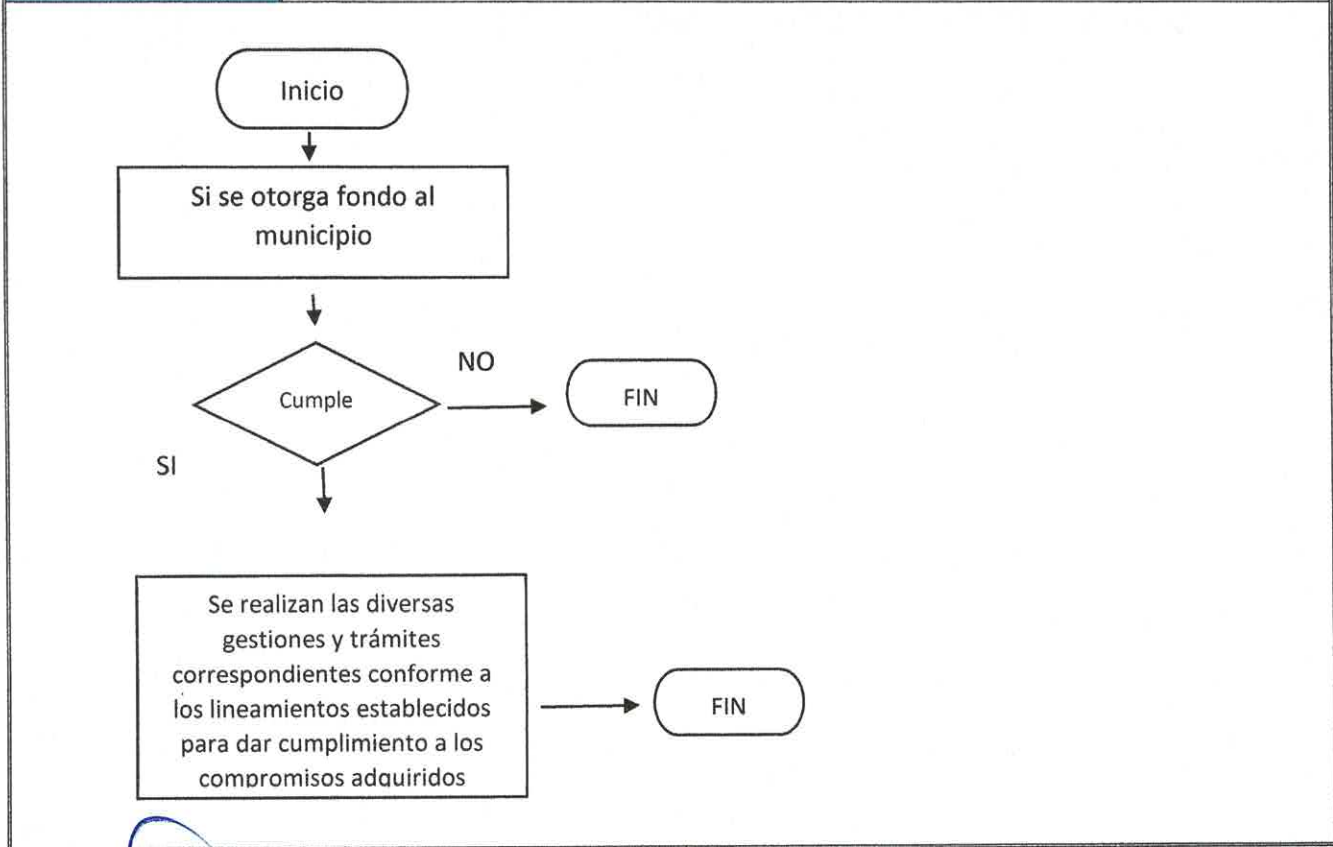 Inicio
Si se otorga fondo al
municipio
NO
Cumple
FIN
SI
Se realizan las diversas
gestiones y trámites
correspondientes conforme a
los lineamientos establecidos
para dar cumplimiento a los
compromisos adquiridos
FIN